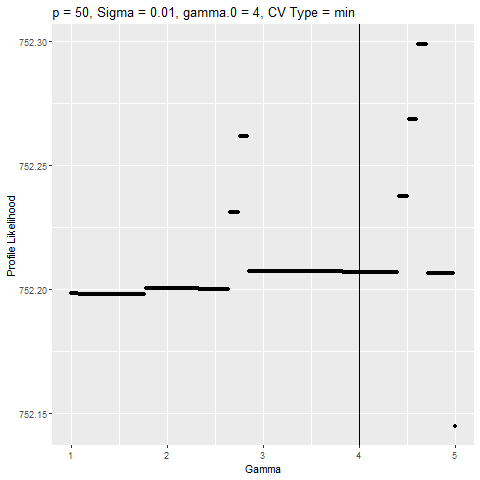 p = 50, Sigma = 0.01, gamma.0 = 4, CV Type = min
752.30
752.25
752.20
752.15
Profile Likelihood
1 2 3 4 5
Gamma